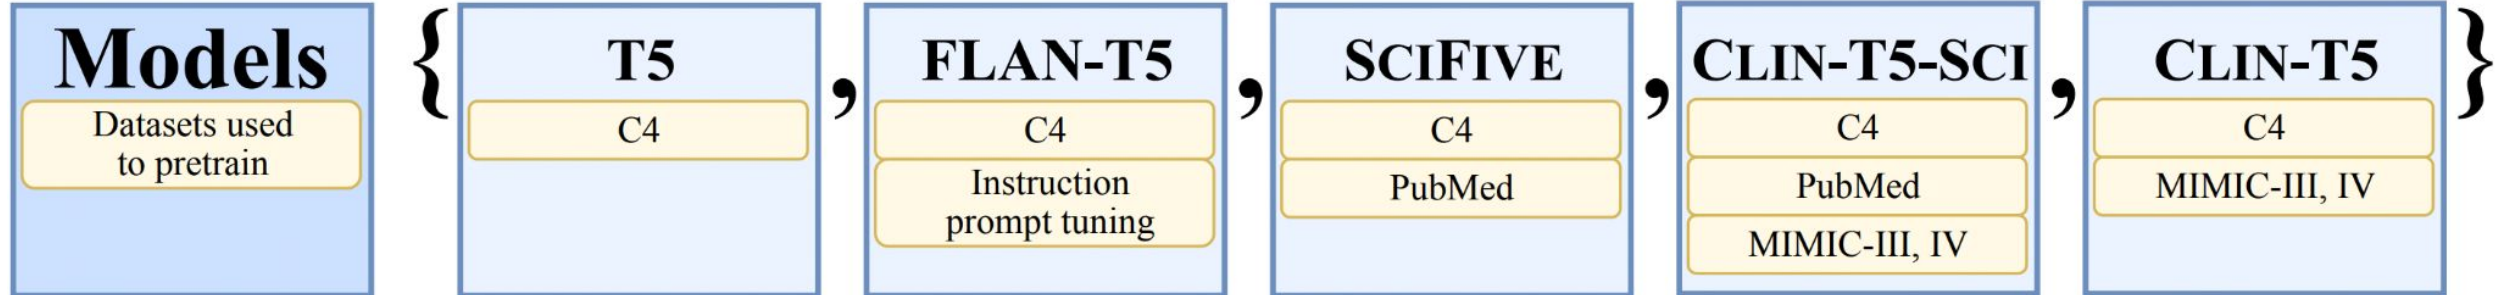 Models
Datasets used
to pretrain
{
T5
C4
,
FLAN-T5
C4
Instruction
prompt tuning
,
SCIFIVE
C4
PubMed
,
CLIN-T5-SCI
C4
PubMed
MIMIC-III, IV
,
CLIN-T5
C4
MIMIC-III, IV
}